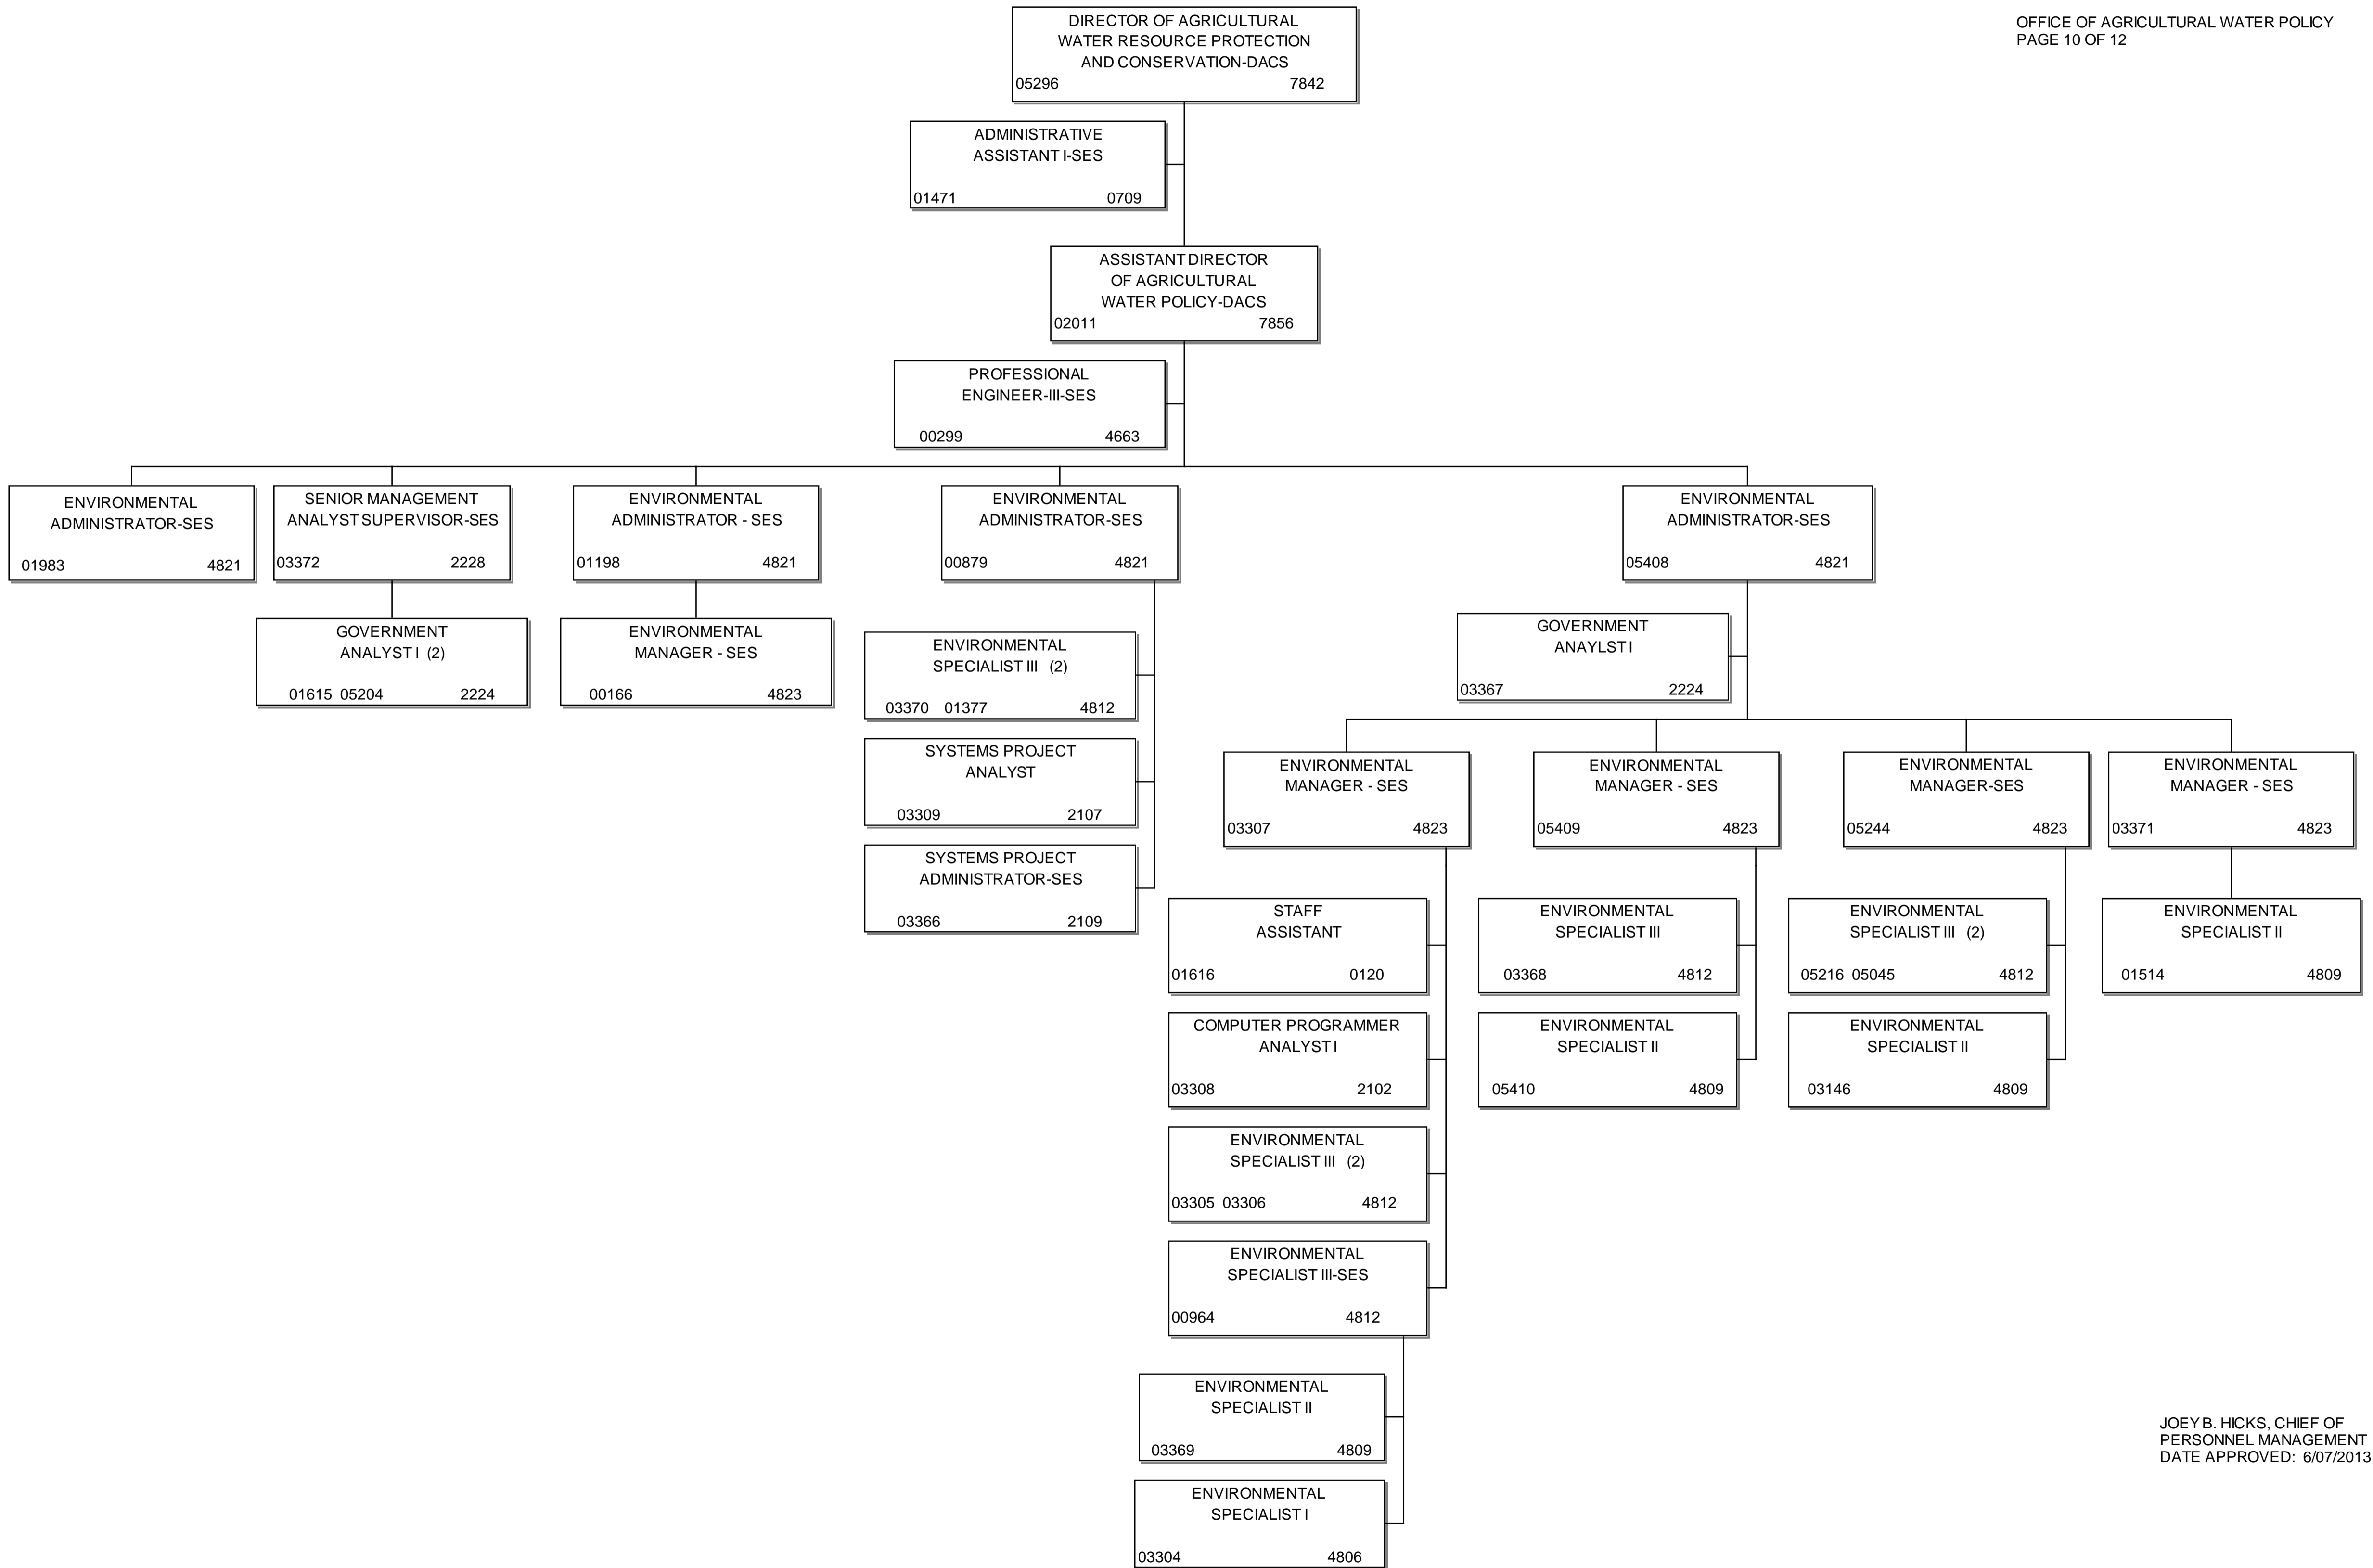 OFFICE OF AGRICULTURAL WATER POLICY
PAGE 10 OF 12
DIRECTOR OF AGRICULTURAL
WATER RESOURCE PROTECTION
AND CONSERVATION-DACS
05296 7842
ADMINISTRATIVE
ASSISTANT I-SES
01471 0709
ASSISTANT DIRECTOR
OF AGRICULTURAL
WATER POLICY-DACS
02011 7856
PROFESSIONAL
ENGINEER-III-SES
00299 4663
ENVIRONMENTAL
ADMINISTRATOR-SES
01983 4821
SENIOR MANAGEMENT
ANALYST SUPERVISOR-SES
03372 2228
ENVIRONMENTAL
ADMINISTRATOR - SES
01198 4821
ENVIRONMENTAL
ADMINISTRATOR-SES
00879 4821
ENVIRONMENTAL
ADMINISTRATOR-SES
05408 4821
GOVERNMENT
ANALYST I (2)
01615 05204 2224
ENVIRONMENTAL
MANAGER - SES
00166 4823
ENVIRONMENTAL
SPECIALIST III (2)
03370 01377 4812
SYSTEMS PROJECT
ANALYST
03309 2107
SYSTEMS PROJECT
ADMINISTRATOR-SES
03366 2109
GOVERNMENT
ANAYLST I
03367 2224
ENVIRONMENTAL
MANAGER - SES
03307 4823
ENVIRONMENTAL
MANAGER - SES
05409 4823
ENVIRONMENTAL
MANAGER-SES
05244 4823
ENVIRONMENTAL
MANAGER - SES
03371 4823
STAFF
ASSISTANT
01616 0120
COMPUTER PROGRAMMER
ANALYST I
03308 2102
ENVIRONMENTAL
SPECIALIST III (2)
03305 03306 4812
ENVIRONMENTAL
SPECIALIST III-SES
00964 4812
ENVIRONMENTAL
SPECIALIST II
03369 4809
ENVIRONMENTAL
SPECIALIST I
03304 4806
ENVIRONMENTAL
SPECIALIST III
03368 4812
ENVIRONMENTAL
SPECIALIST II
05410 4809
ENVIRONMENTAL
SPECIALIST III (2)
05216 05045 4812
ENVIRONMENTAL
SPECIALIST II
03146 4809
ENVIRONMENTAL
SPECIALIST II
01514 4809
JOEY B. HICKS, CHIEF OF
PERSONNEL MANAGEMENT
DATE APPROVED: 6/07/2013